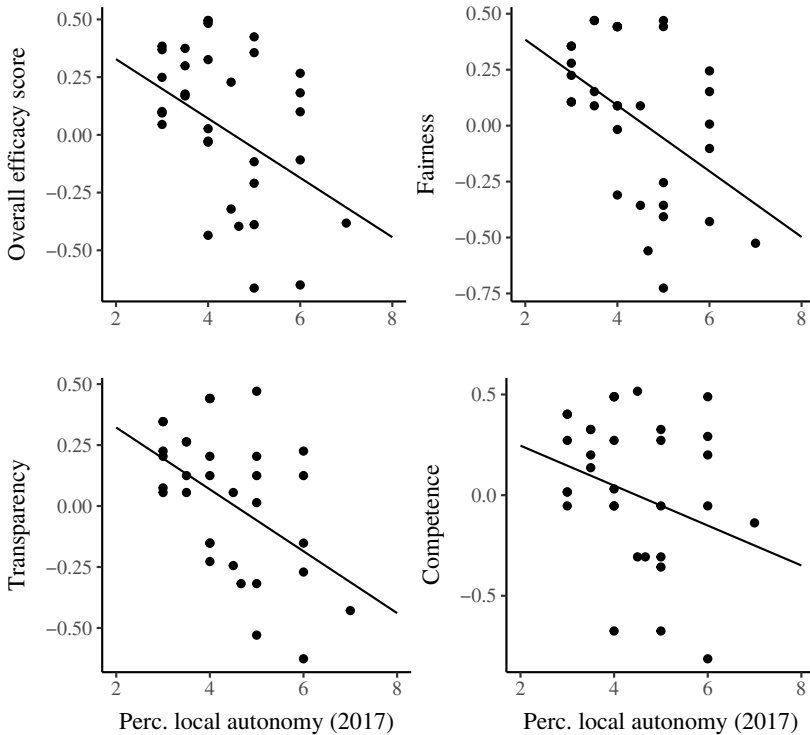 Overall efficacy score
0.50
0.25
0.00
−0.25
−0.50
2 4 6 8
Fairness
0.50
0.25
0.00
−0.25
−0.50
−0.75
2 4 6 8
Transparency
0.50
0.25
0.00
−0.25
−0.50
2 4 6 8
Perc. local autonomy (2017)
Competence
0.5
0.0
−0.5
2 4 6 8
Perc. local autonomy (2017)